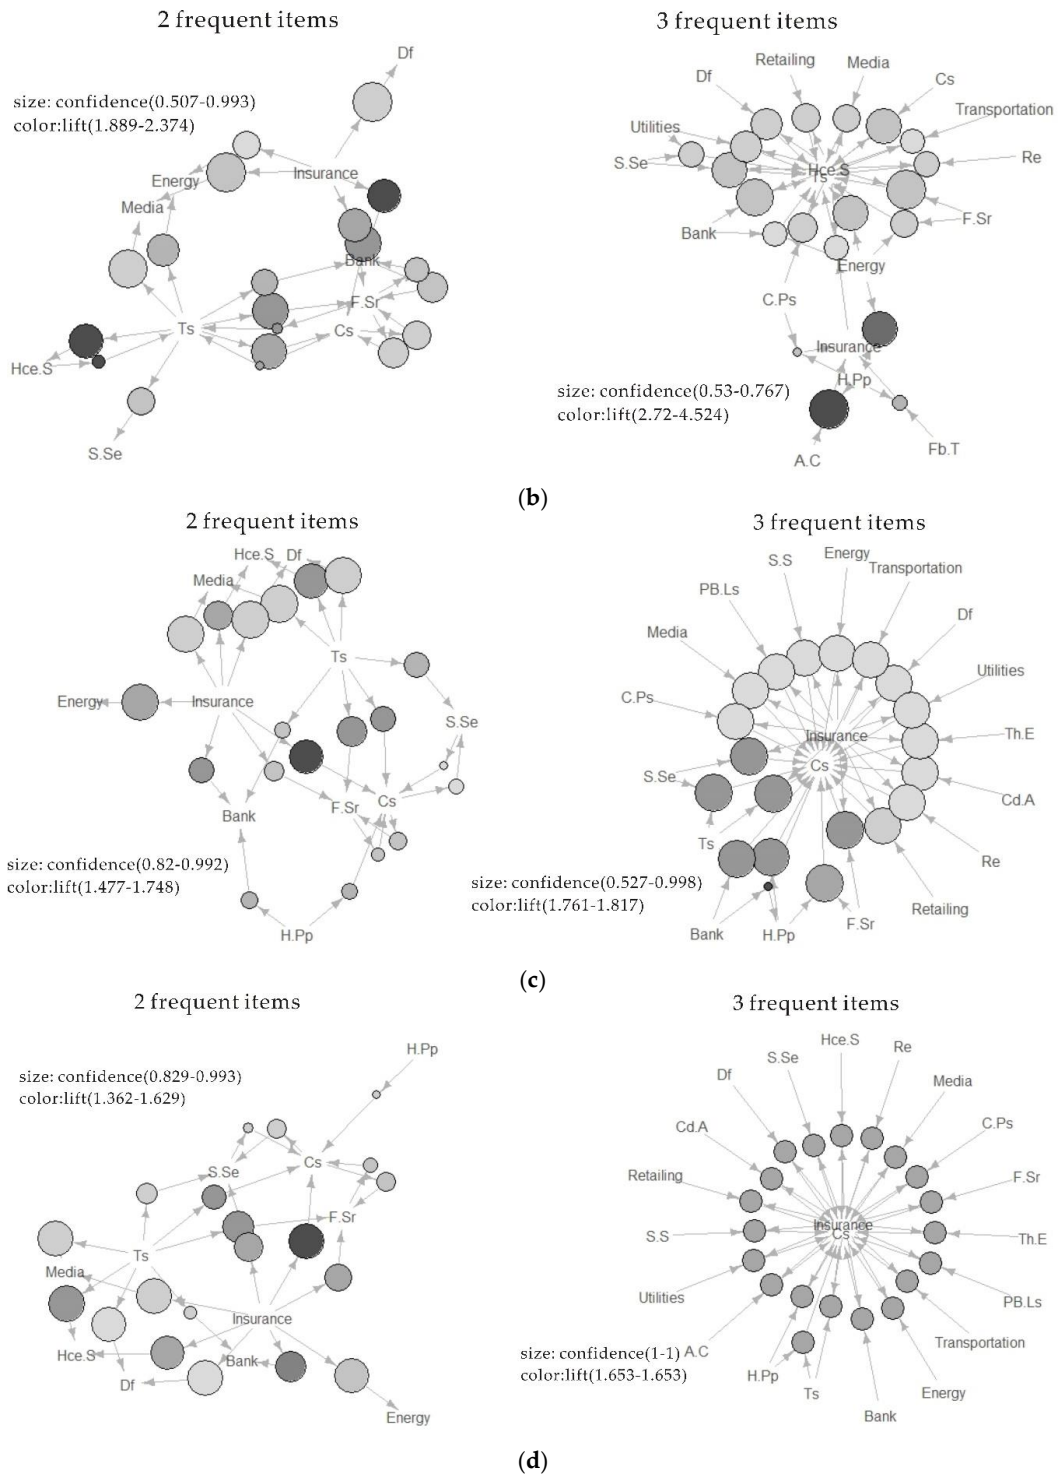 2 frequent items
Df
size: confidence(0.507-0.993)
color:lift(1.889-2.374)
Insurance
Energy
Media
Bank
F.Sr
Ts
Cs
Hce.S
S.Se
3 frequent items
Retailing
Media
Df
Cs
Transportation
Utilities
S.Se
Hce.S
Ts
Re
Bank
F.Sr
Energy
C.Ps
Insurance
H.Pp
size: confidence(0.53-0.767)
color:lift(2.72-4.524)
A.C
Fb.T
(b)
2 frequent items
Hce.S
Df
Media
Ts
Energy
Insurance
S.Se
Bank
F.Sr
Cs
size: confidence(0.82-0.992)
color:lift(1.477-1.748)
H.Pp
3 frequent items
S.S
Energy
Transportation
PB.Ls
Df
Media
Utilities
C.Ps
Insurance
Th.E
Cs
S.Se
Cd.A
Ts
Re
size: confidence(0.527-0.998)
color:lift(1.761-1.817)
Retailing
Bank
H.Pp
F.Sr
(c)
2 frequent items
H.Pp
size: confidence(0.829-0.993)
color:lift(1.362-1.629)
S.Se
Cs
F.Sr
Ts
Media
Insurance
Hce.S
Bank
Df
Energy
3 frequent items
Hce.S
Re
S.Se
Df
Media
Cd.A
C.Ps
Retailing
F.Sr
Insurance
Cs
S.S
Th.E
Utilities
PB.Ls
Transportation
size: confidence(1-1)
color:lift(1.653-1.653)
A.C
H.Pp
Ts
Energy
Bank
(d)